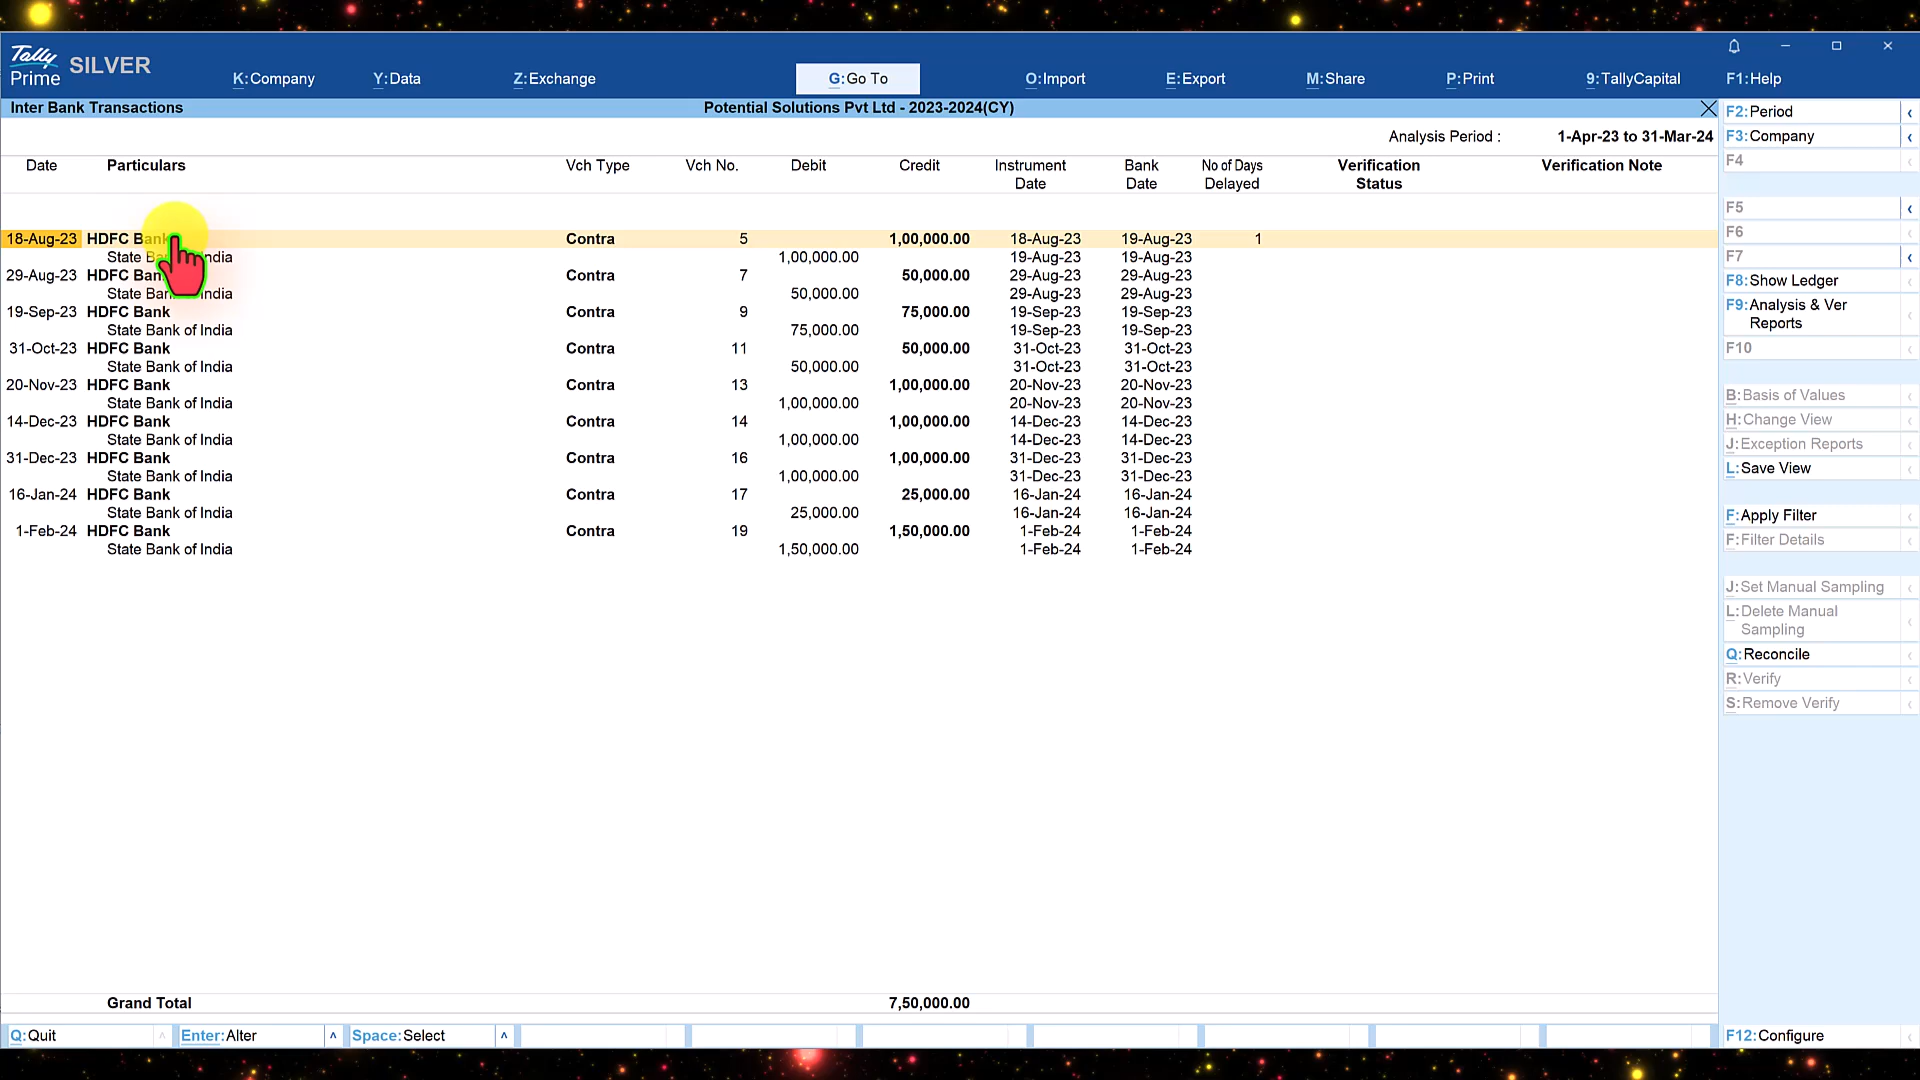 Tally
Prime SILVER
K:Company Y:Data Z:Exchange G:Go To O:Import E:Export M:Share P:Print 9:TallyCapital F1:Help
Inter Bank Transactions Potential Solutions Pvt Ltd - 2023-2024(CY)
Analysis Period : 1-Apr-23 to 31-Mar-24
Date Particulars Vch Type Vch No. Debit Credit Instrument Date Bank Date No of Days Delayed Verification Status Verification Note
18-Aug-23 HDFC Bank Contra 5 1,00,000.00 18-Aug-23 19-Aug-23 1
State Bank of India 1,00,000.00 19-Aug-23 19-Aug-23
29-Aug-23 HDFC Bank Contra 7 50,000.00 29-Aug-23 29-Aug-23
State Bank of India 50,000.00 29-Aug-23 29-Aug-23
19-Sep-23 HDFC Bank Contra 9 75,000.00 19-Sep-23 19-Sep-23
State Bank of India 75,000.00 19-Sep-23 19-Sep-23
31-Oct-23 HDFC Bank Contra 11 50,000.00 31-Oct-23 31-Oct-23
State Bank of India 50,000.00 31-Oct-23 31-Oct-23
20-Nov-23 HDFC Bank Contra 13 1,00,000.00 20-Nov-23 20-Nov-23
State Bank of India 1,00,000.00 20-Nov-23 20-Nov-23
14-Dec-23 HDFC Bank Contra 14 1,00,000.00 14-Dec-23 14-Dec-23
State Bank of India 1,00,000.00 14-Dec-23 14-Dec-23
31-Dec-23 HDFC Bank Contra 16 1,00,000.00 31-Dec-23 31-Dec-23
State Bank of India 1,00,000.00 31-Dec-23 31-Dec-23
16-Jan-24 HDFC Bank Contra 17 25,000.00 16-Jan-24 16-Jan-24
State Bank of India 25,000.00 16-Jan-24 16-Jan-24
1-Feb-24 HDFC Bank Contra 19 1,50,000.00 1-Feb-24 1-Feb-24
State Bank of India 1,50,000.00 1-Feb-24 1-Feb-24
Grand Total 7,50,000.00
Q:Quit Enter:Alter Space:Select
F2:Period
F3:Company
F4
F5
F6
F7
F8:Show Ledger
F9:Analysis & Ver
Reports
F10
B:Basis of Values
H:Change View
J:Exception Reports
L:Save View
F:Apply Filter
F:Filter Details
J:Set Manual Sampling
L:Delete Manual
Sampling
Q:Reconcile
R:Verify
S:Remove Verify
F12:Configure